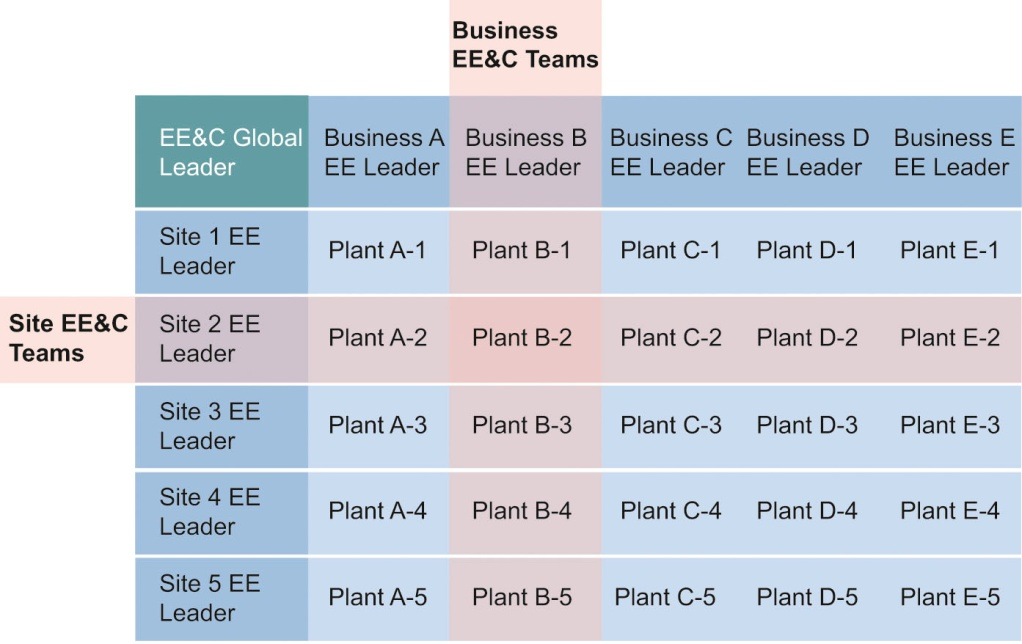 Business
EE&C Teams
EE&C Global
Leader
Business A
EE Leader
Business B
EE Leader
Business C
EE Leader
Business D
EE Leader
Business E
EE Leader
Site 1 EE
Leader
Plant A-1
Plant B-1
Plant C-1
Plant D-1
Plant E-1
Site EE&C
Teams
Site 2 EE
Leader
Plant A-2
Plant B-2
Plant C-2
Plant D-2
Plant E-2
Site 3 EE
Leader
Plant A-3
Plant B-3
Plant C-3
Plant D-3
Plant E-3
Site 4 EE
Leader
Plant A-4
Plant B-4
Plant C-4
Plant D-4
Plant E-4
Site 5 EE
Leader
Plant A-5
Plant B-5
Plant C-5
Plant D-5
Plant E-5